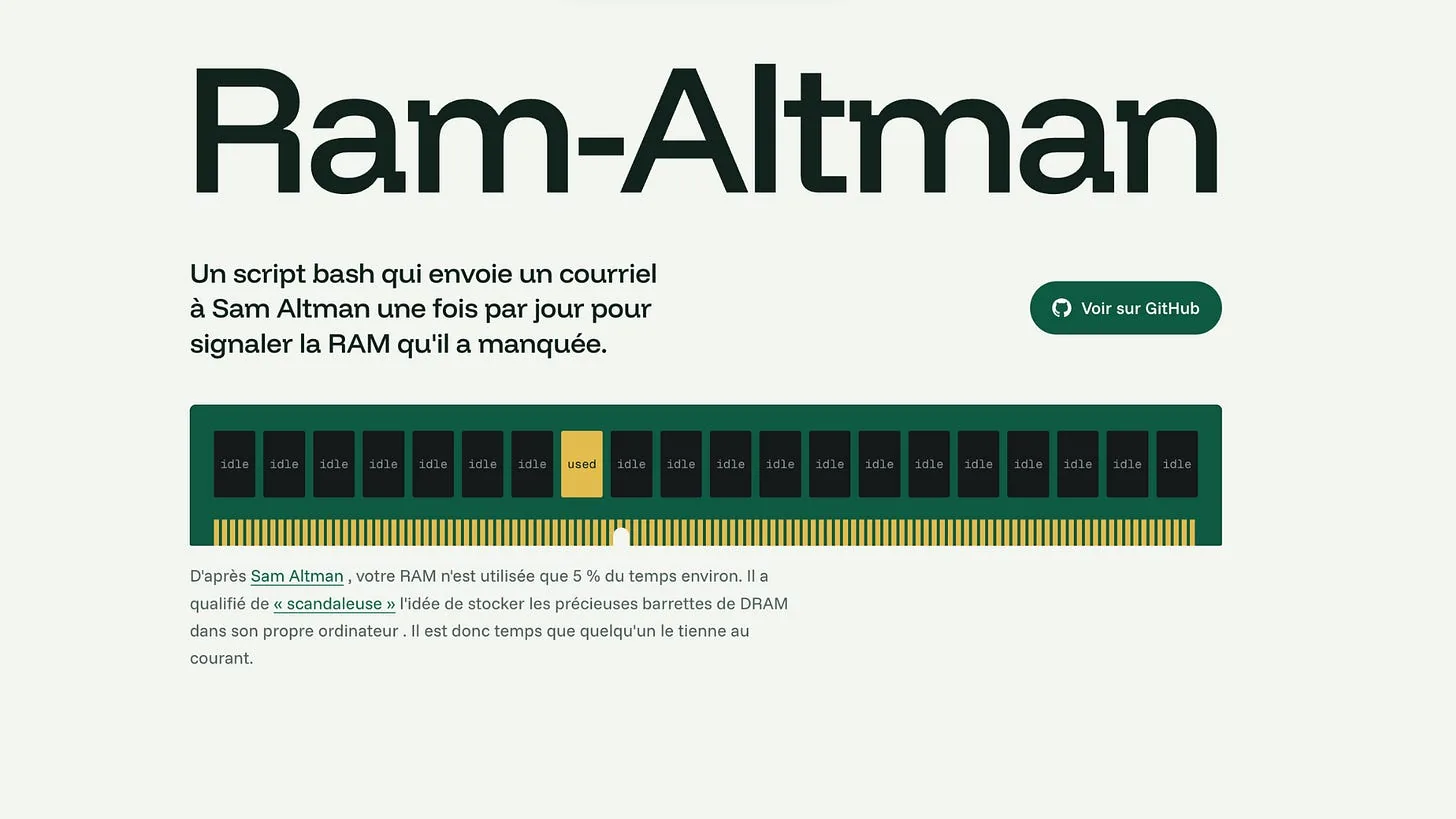 Ram-Altman
Un script bash qui envoie un courriel
à Sam Altman une fois par jour pour
signaler la RAM qu'il a manquée.
Voir sur GitHub
idle idle idle idle idle idle idle used idle idle idle idle idle idle idle idle idle idle idle idle
D'après Sam Altman , votre RAM n'est utilisée que 5 % du temps environ. Il a
qualifié de « scandaleuse » l'idée de stocker les précieuses barrettes de DRAM
dans son propre ordinateur . Il est donc temps que quelqu'un le tienne au
courant.